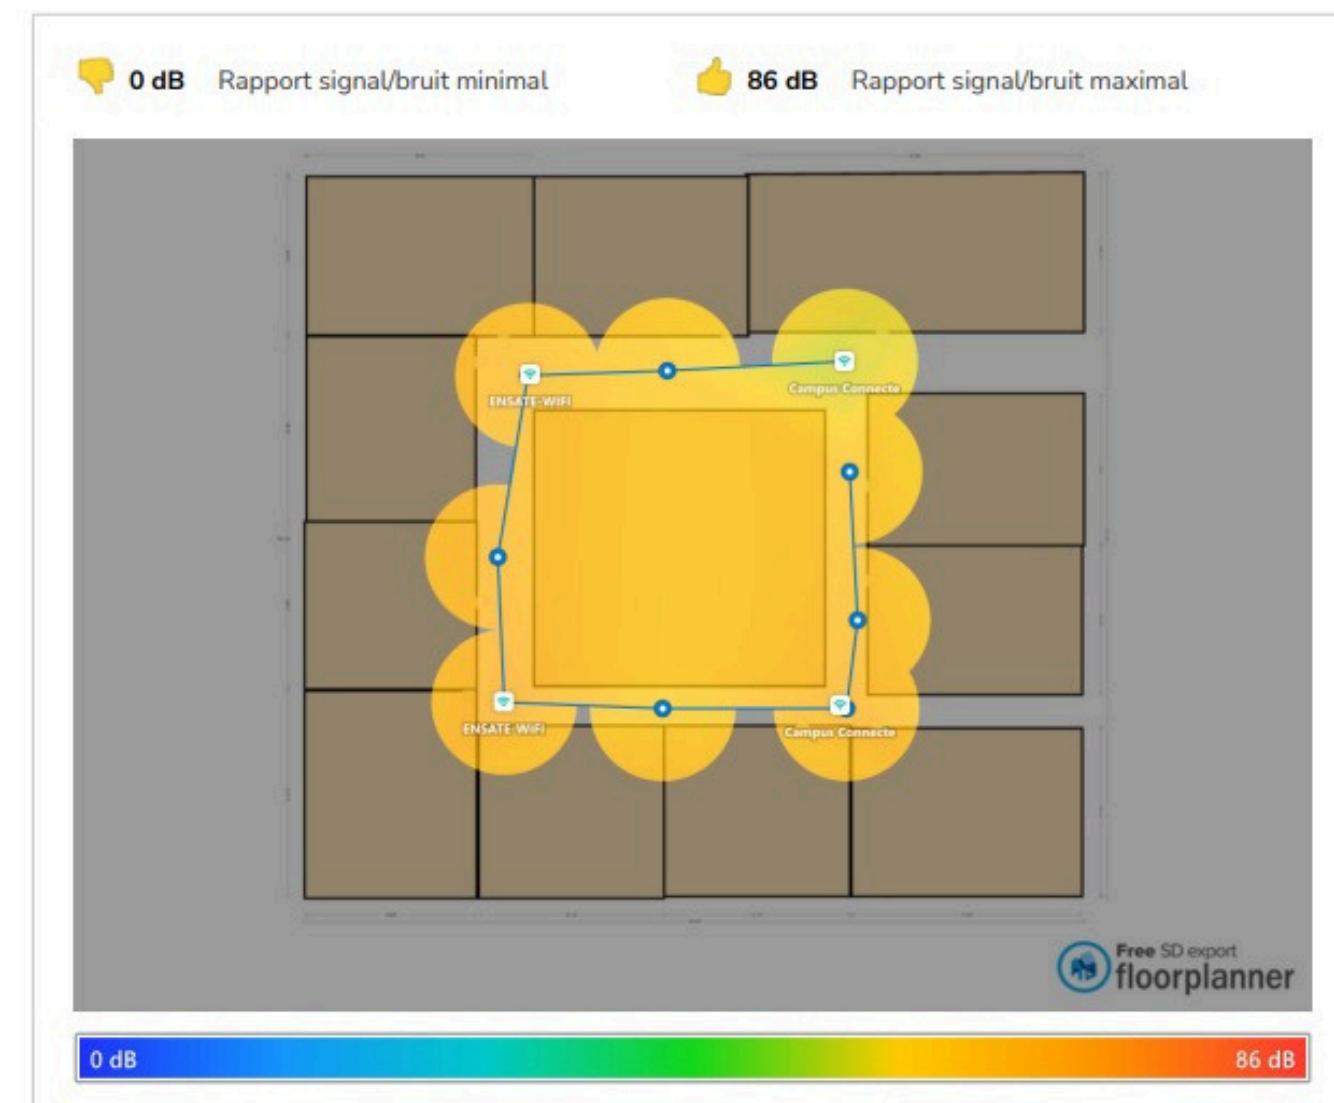 0 dB Rapport signal/bruit minimal
86 dB Rapport signal/bruit maximal
ENSATE-WIFI
Campus Connecte
ENSATE WIFI
Campus Connecte
Free SD export
floorplanner
0 dB
86 dB